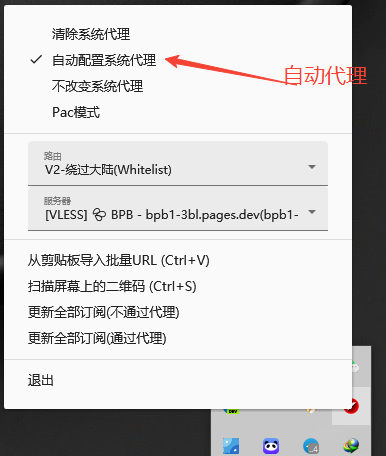 清除系统代理
自动配置系统代理
自动代理
不改变系统代理
Pac模式
路由
V2-绕过大陆(Whitelist)
服务器
[VLESS] BPB - bpb1-3bl.pages.dev(bpb1-
从剪贴板导入批量URL (Ctrl+V)
扫描屏幕上的二维码 (Ctrl+S)
更新全部订阅(不通过代理)
更新全部订阅(通过代理)
退出
DEV